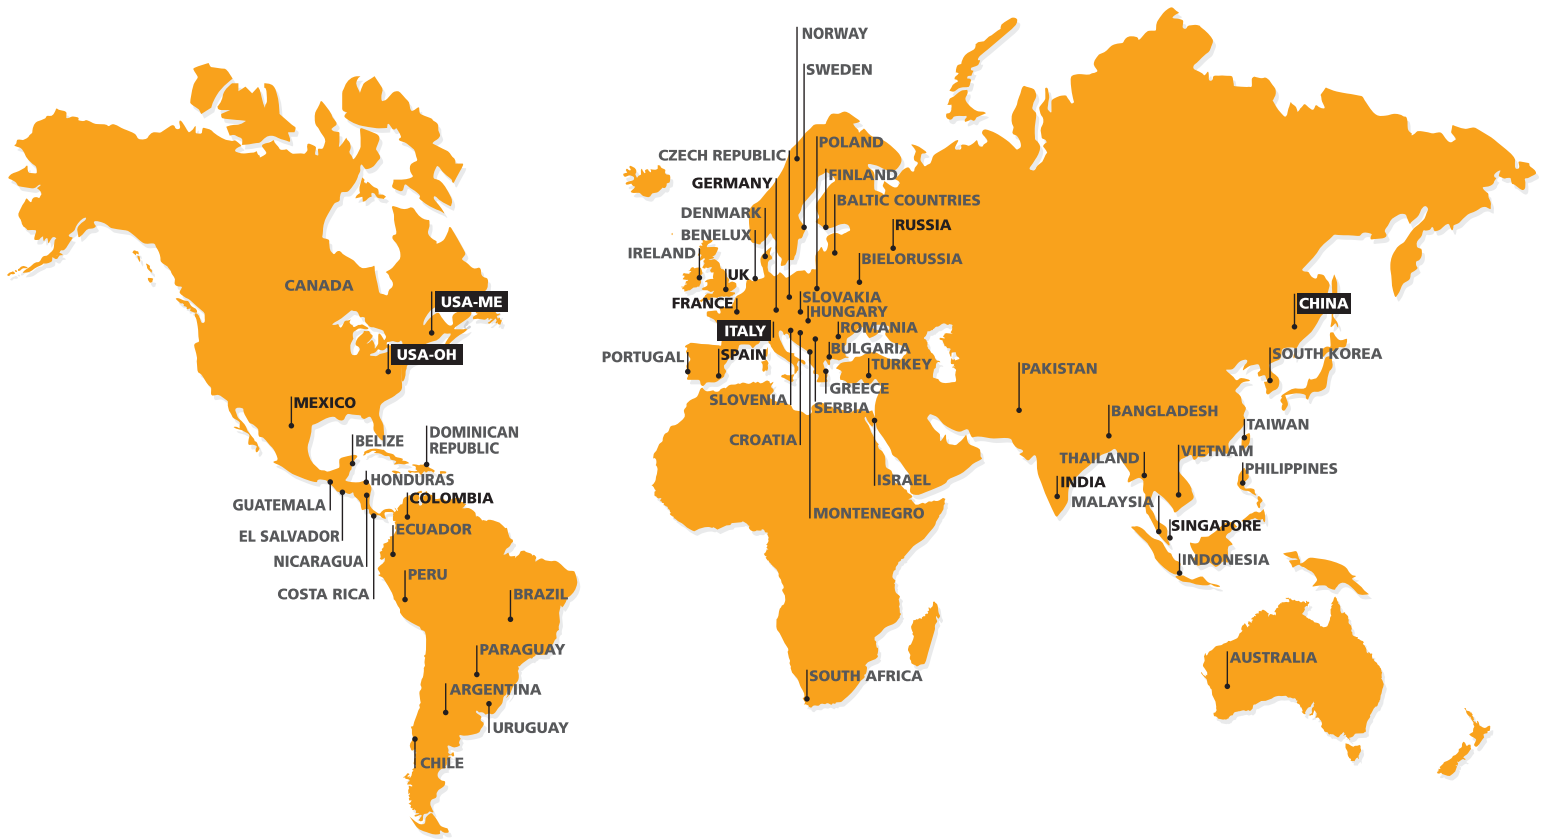 NORWAY
SWEDEN
POLAND
CZECH REPUBLIC
FINLAND
GERMANY
BALTIC COUNTRIES
DENMARK
RUSSIA
BENELUX
IRELAND
BIELORUSSIA
UK
CANADA
SLOVAKIA
USA-ME
FRANCE
CHINA
HUNGARY
ITALY
ROMANIA
BULGARIA
USA-OH
PORTUGAL
SPAIN
SOUTH KOREA
TURKEY
PAKISTAN
GREECE
SLOVENIA
MEXICO
SERBIA
BANGLADESH
TAIWAN
DOMINICAN
REPUBLIC
BELIZE
CROATIA
VIETNAM
THAILAND
PHILIPPINES
HONDURAS
ISRAEL
INDIA
COLOMBIA
MALAYSIA
GUATEMALA
MONTENEGRO
SINGAPORE
ECUADOR
EL SALVADOR
INDONESIA
NICARAGUA
PERU
COSTA RICA
BRAZIL
PARAGUAY
AUSTRALIA
SOUTH AFRICA
ARGENTINA
URUGUAY
CHILE